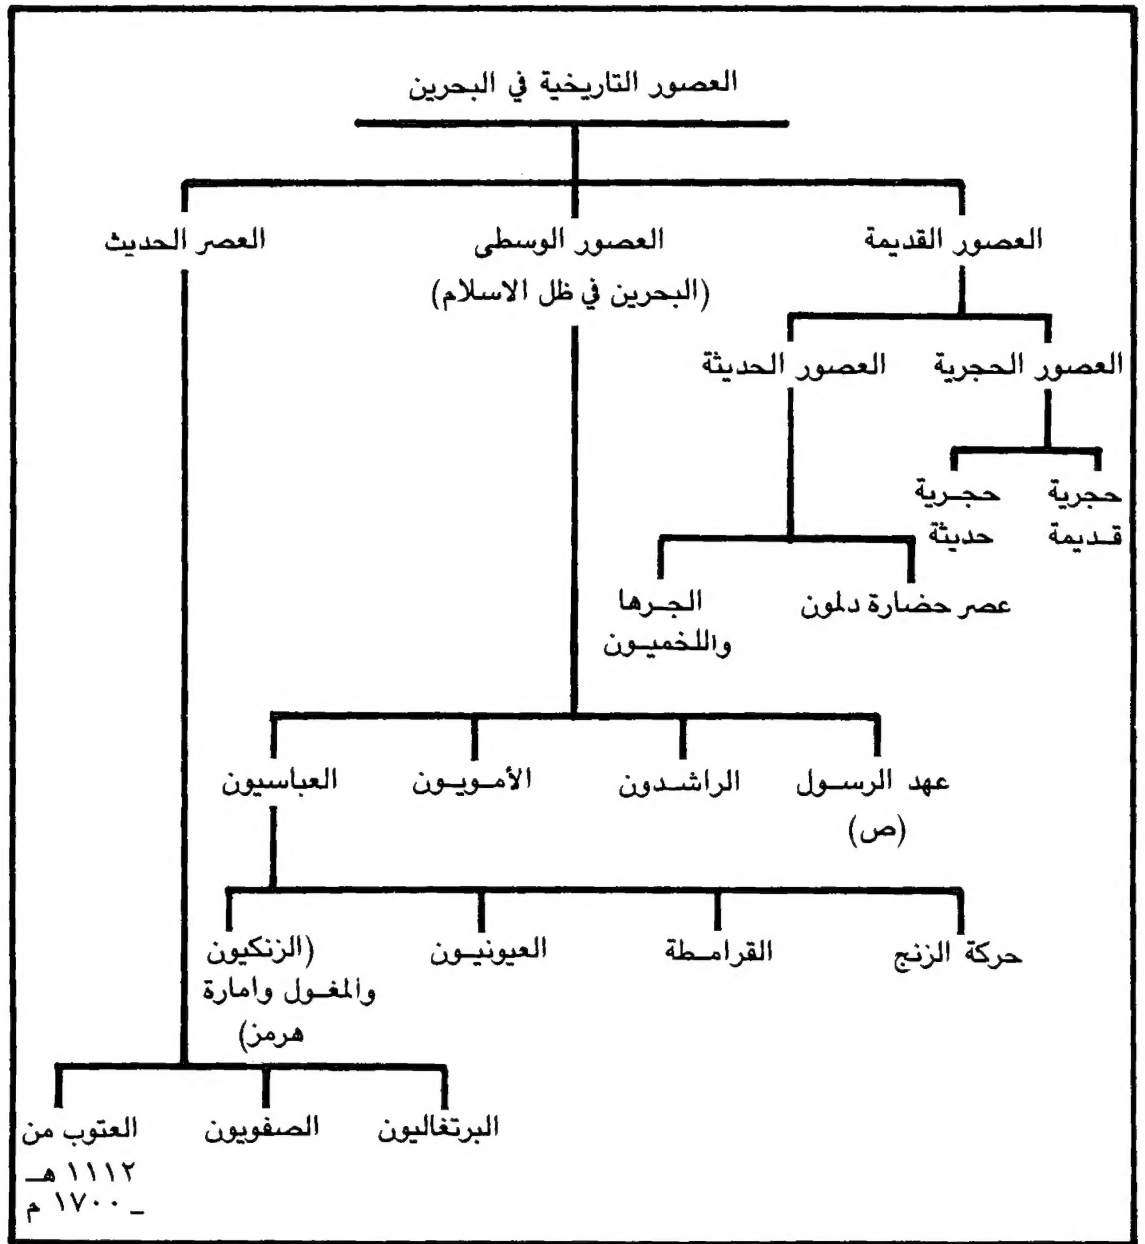 العصور التاريخية في البحرين
العصور القديمة
العصور الوسطى
(البحرين في ظل الاسلام)
العصر الحديث
العصور الحجرية
العصور الحديثة
حجرية
قديمة
حجرية
حديثة
عصر حضارة دلمون
الجرها
واللخميون
عهد الرسول
(ص)
الراشدون
الأمويون
العباسيون
حركة الزنج
القرامطة
العيونيون
(الزنكيون
والمغول وامارة
هرمز)
البرتغاليون
الصفويون
العتوب من
١١١٢ هـ
ـ ١٧٠٠ م